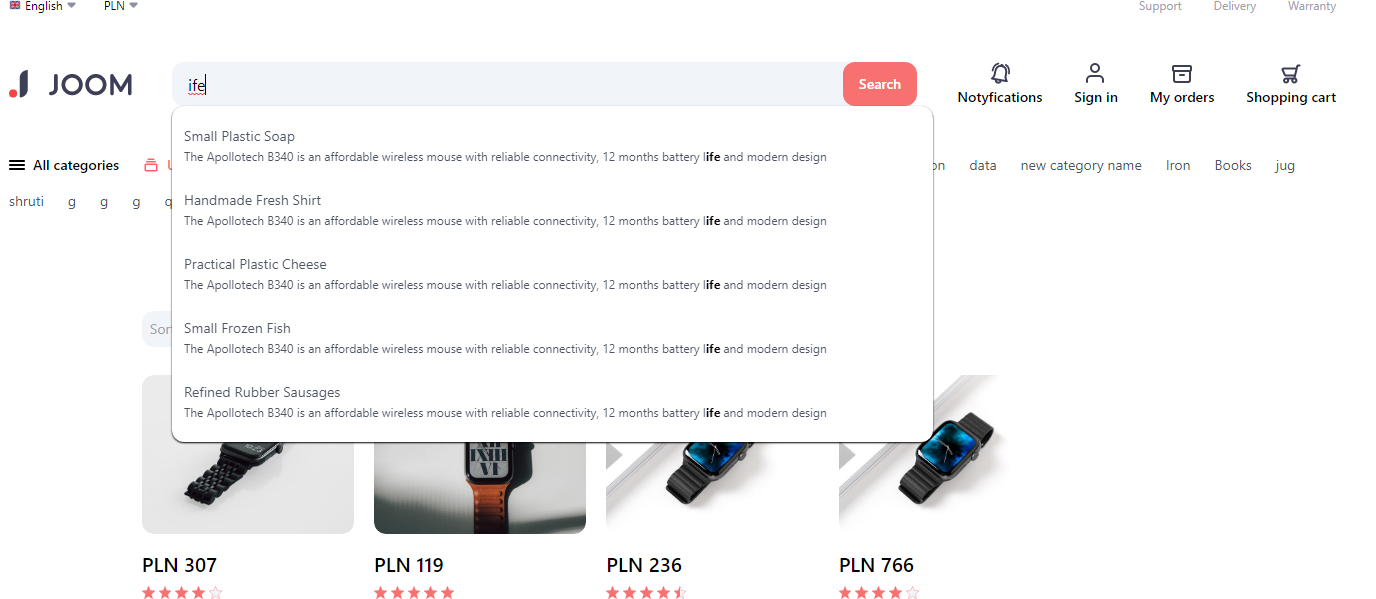 English PLN Support Delivery Warranty
JOOM
ife
Search
Notyfications Sign in My orders Shopping cart
Small Plastic Soap
The Apollotech B340 is an affordable wireless mouse with reliable connectivity, 12 months battery life and modern design
All categories data new category name Iron Books jug
Handmade Fresh Shirt
shruti g g g
The Apollotech B340 is an affordable wireless mouse with reliable connectivity, 12 months battery life and modern design
Practical Plastic Cheese
The Apollotech B340 is an affordable wireless mouse with reliable connectivity, 12 months battery life and modern design
Small Frozen Fish
The Apollotech B340 is an affordable wireless mouse with reliable connectivity, 12 months battery life and modern design
Refined Rubber Sausages
The Apollotech B340 is an affordable wireless mouse with reliable connectivity, 12 months battery life and modern design
PLN 307 PLN 119 PLN 236 PLN 766